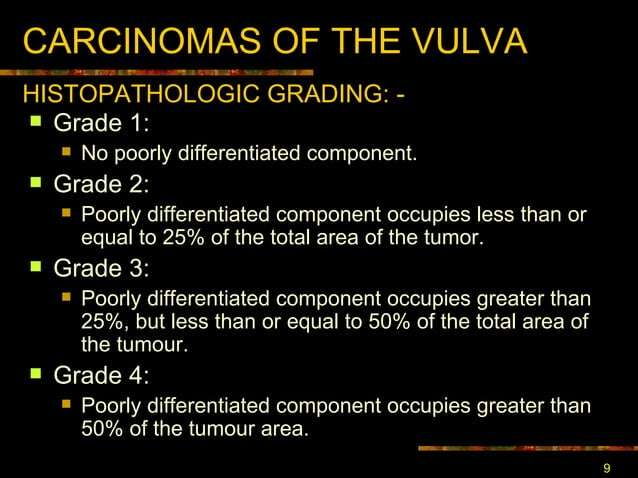 CARCINOMAS OF THE VULVA
HISTOPATHOLOGIC GRADING: -
Grade 1:
No poorly differentiated component.
Grade 2:
Poorly differentiated component occupies less than or
equal to 25% of the total area of the tumor.
Grade 3:
Poorly differentiated component occupies greater than
25%, but less than or equal to 50% of the total area of
the tumour.
Grade 4:
Poorly differentiated component occupies greater than
50% of the tumour area.
9